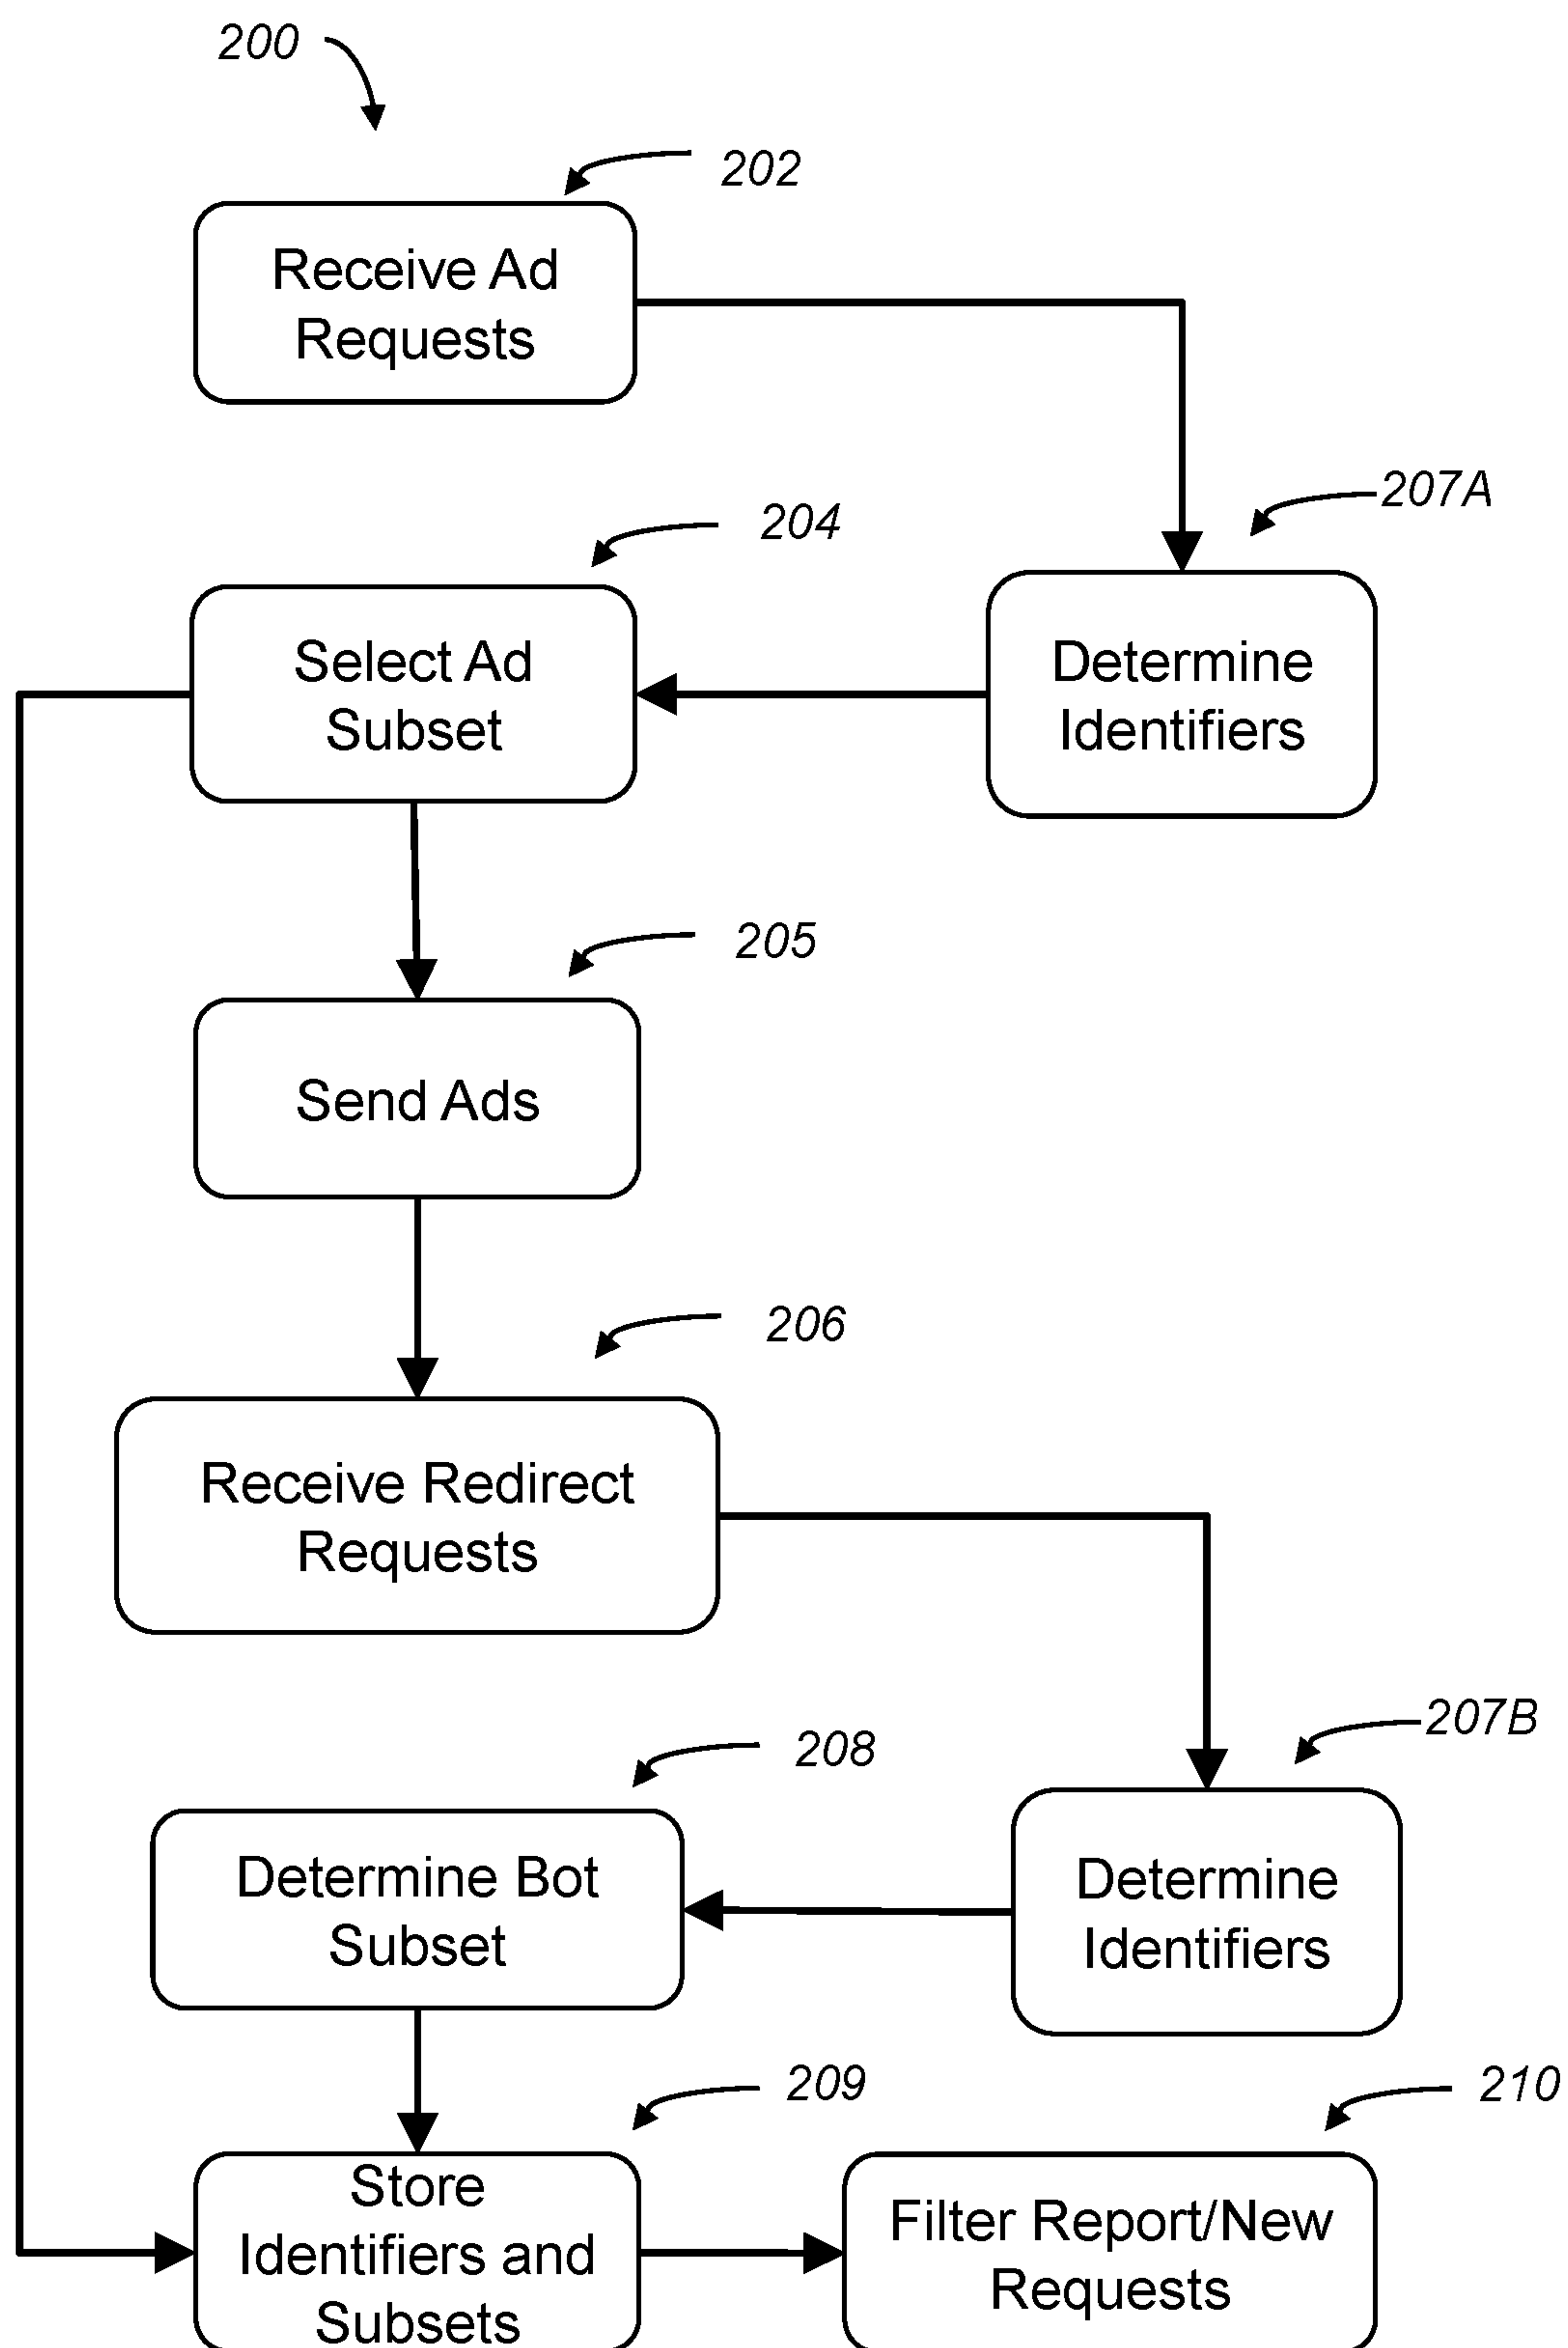 200
202
Receive Ad
Requests
207A
204
Select Ad
Subset
Determine
Identifiers
205
Send Ads
206
Receive Redirect
Requests
207B
208
Determine Bot
Subset
Determine
Identifiers
209
210
Store
Identifiers and
Subsets
Filter Report/New
Requests